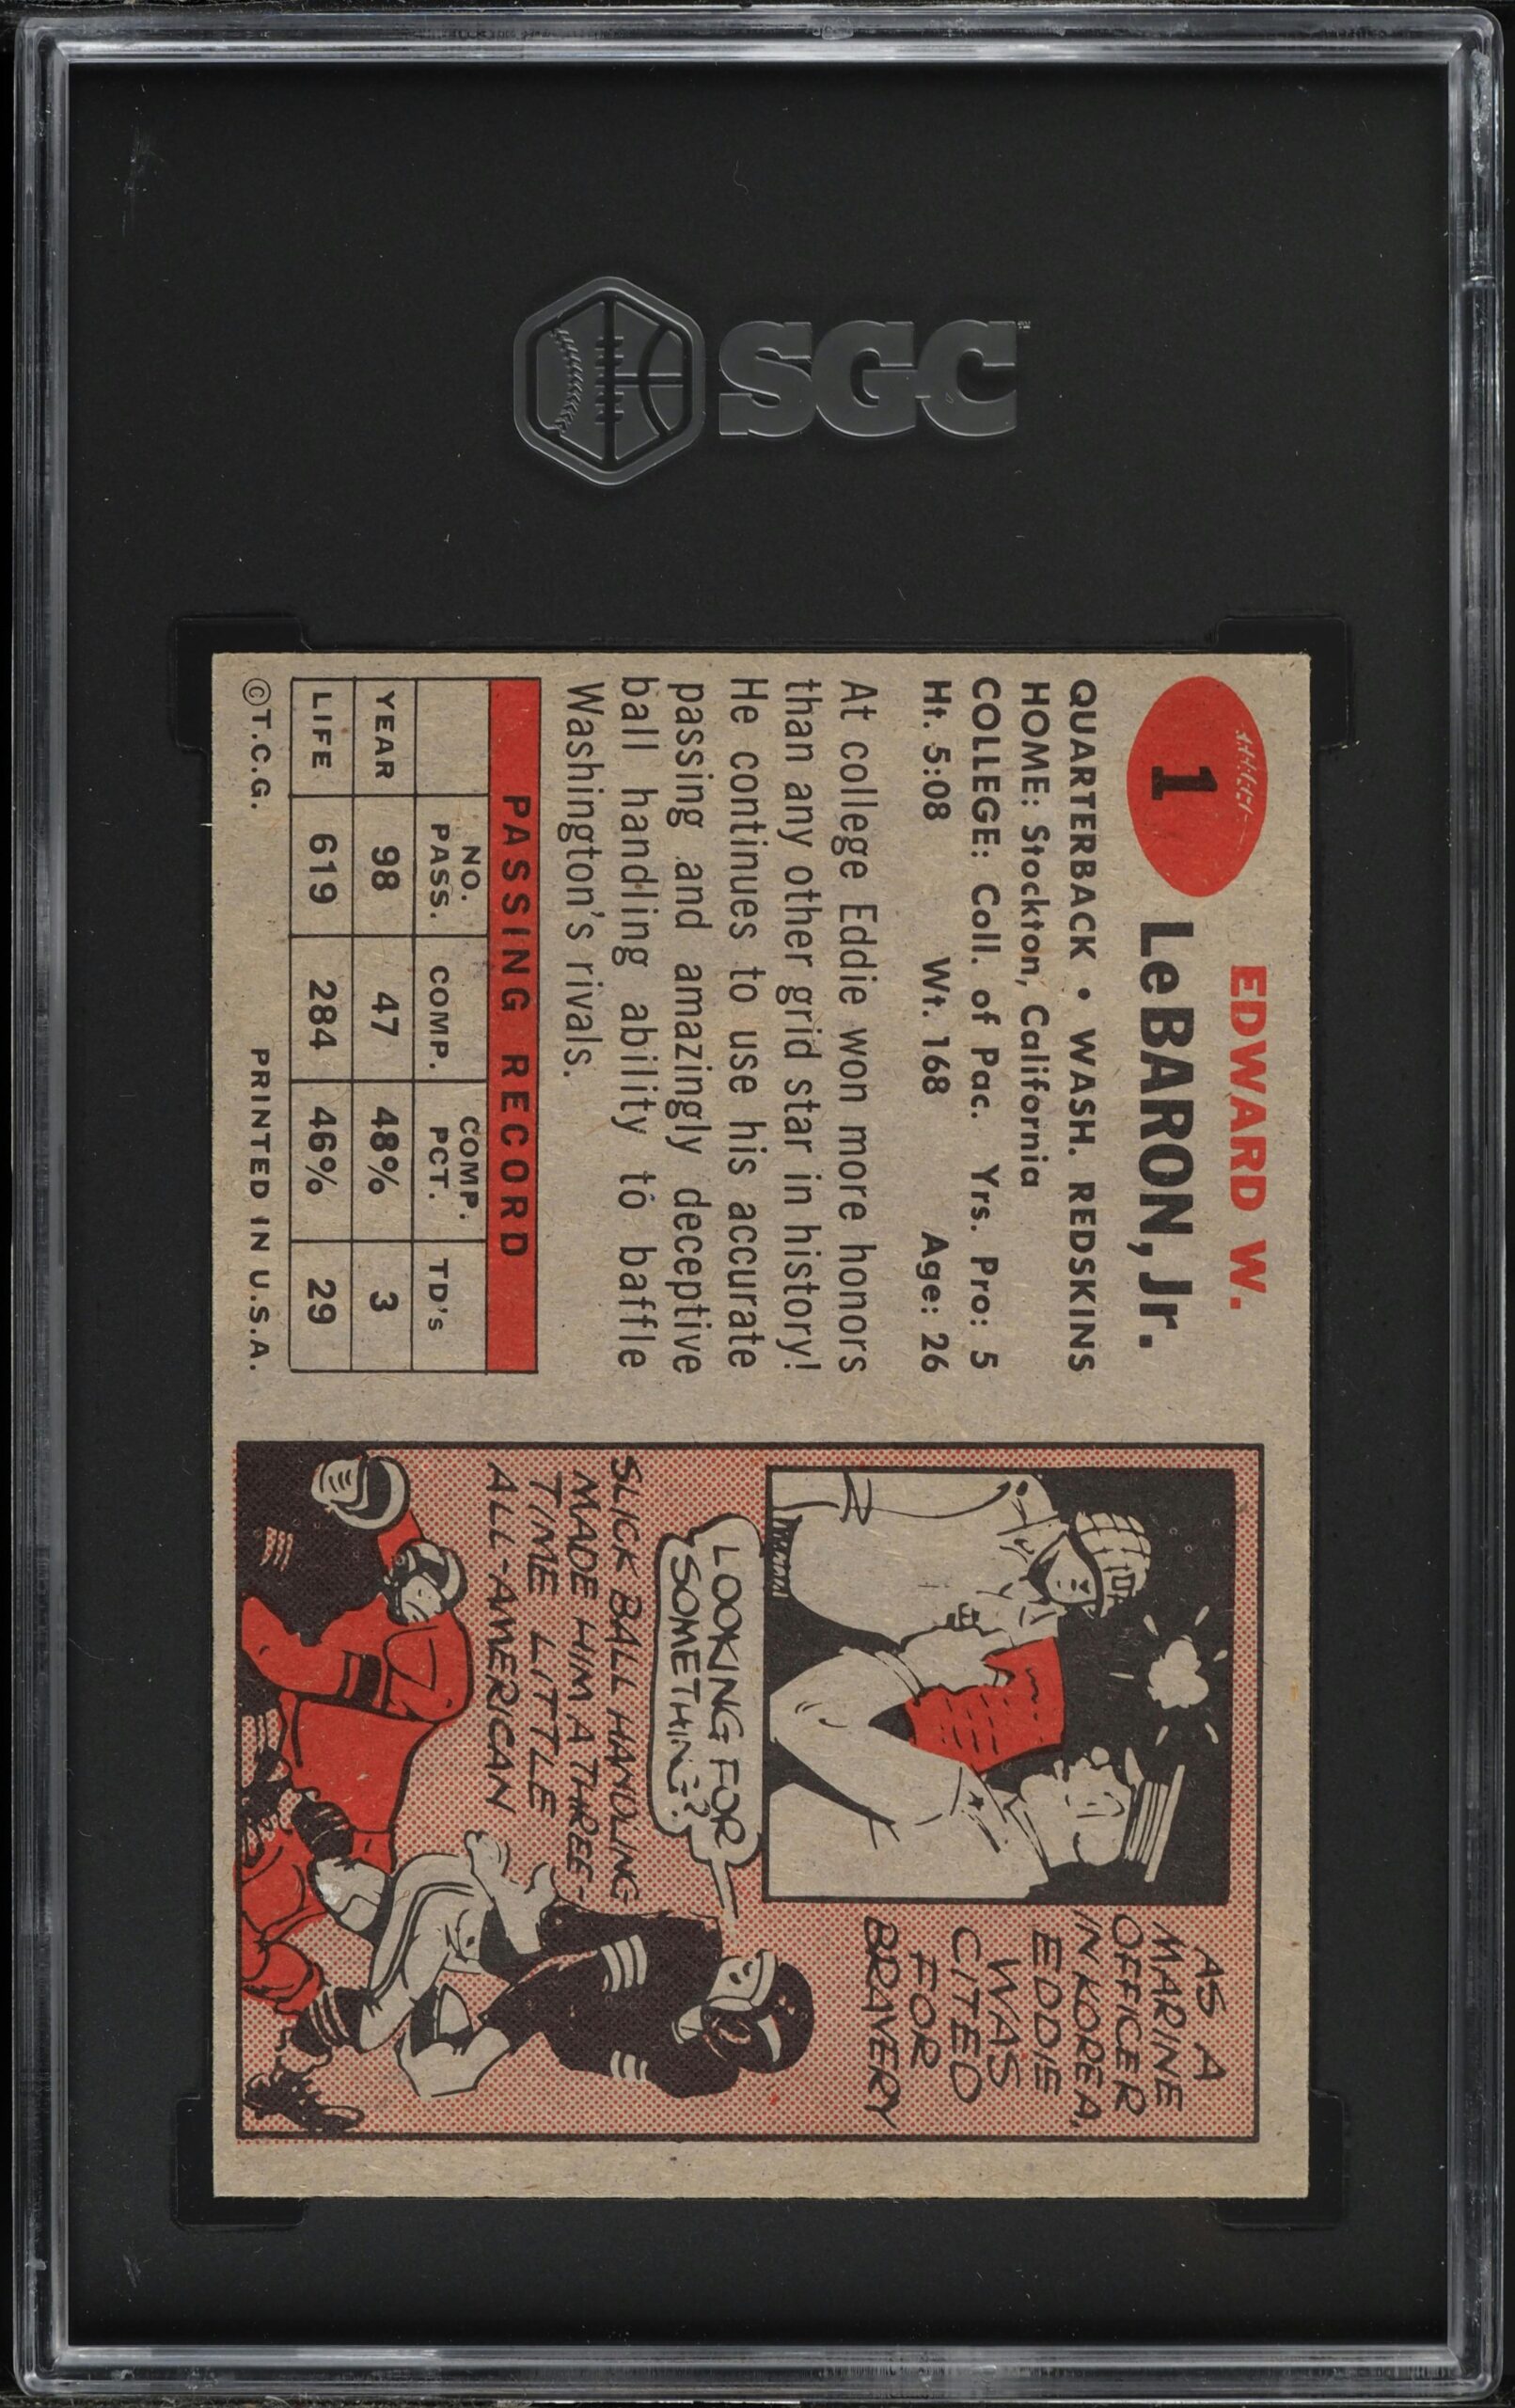 SGC
1
EDWARD W.
LeBARON, Jr.
QUARTERBACK • WASH. REDSKINS
HOME: Stockton, California
COLLEGE: Coll. of Pac. Yrs. Pro: 5
Ht. 5:08 Wt. 168 Age: 26
At college Eddie won more honors
than any other grid star in history!
He continues to use his accurate
passing and amazingly deceptive
ball handling ability to baffle
Washington's rivals.
PASSING RECORD
NO. PASS. COMP. COMP. PCT. TD's
YEAR 98 47 48% 3
LIFE 619 284 46% 29
©T.C.G. PRINTED IN U.S.A.
AS A
MARINE
OFFICER
IN KOREA,
EDDIE
WAS
CITED
FOR
BRAVERY
LOOKING FOR
SOMETHING?
SLICK BALL HANDLING
MADE HIM A THREE-
TIME LITTLE
ALL-AMERICAN